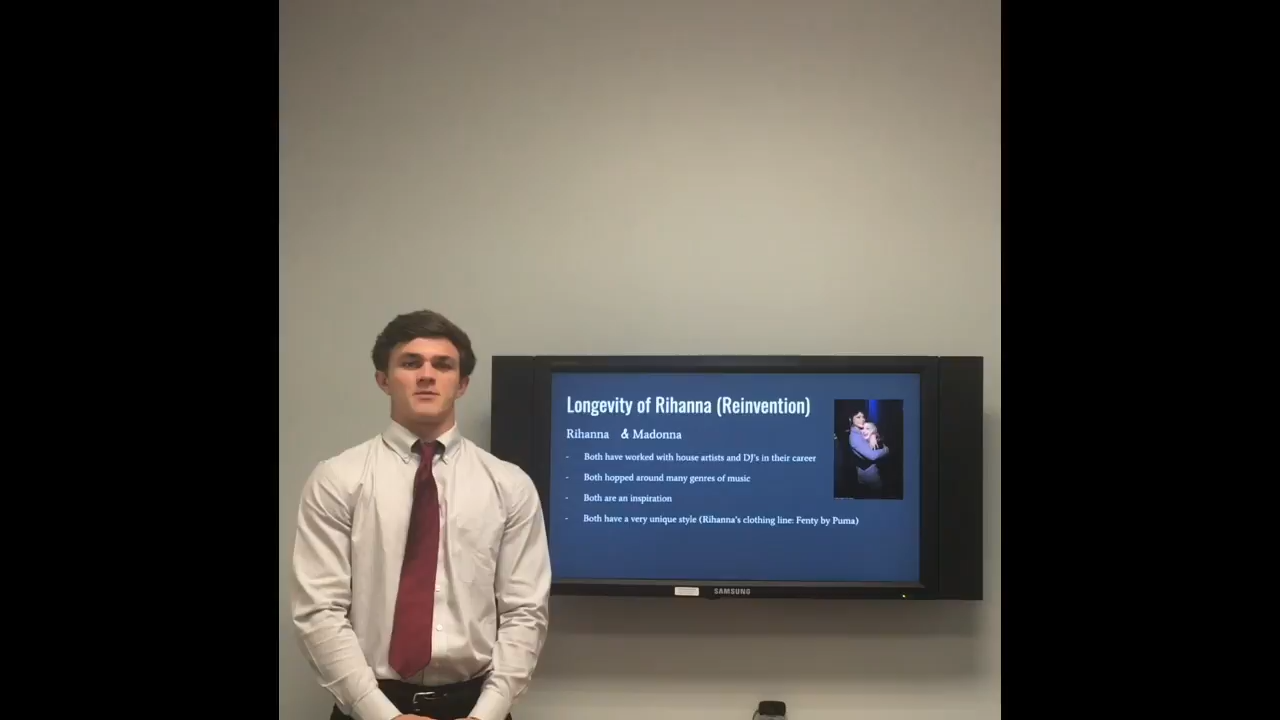 Longevity of Rihanna (Reinvention)
Rihanna & Madonna
- Both have worked with house artists and DJ's in their career
- Both hopped around many genres of music
- Both are an inspiration
- Both have a very unique style (Rihanna's clothing line: Fenty by Puma)
SAMSUNG